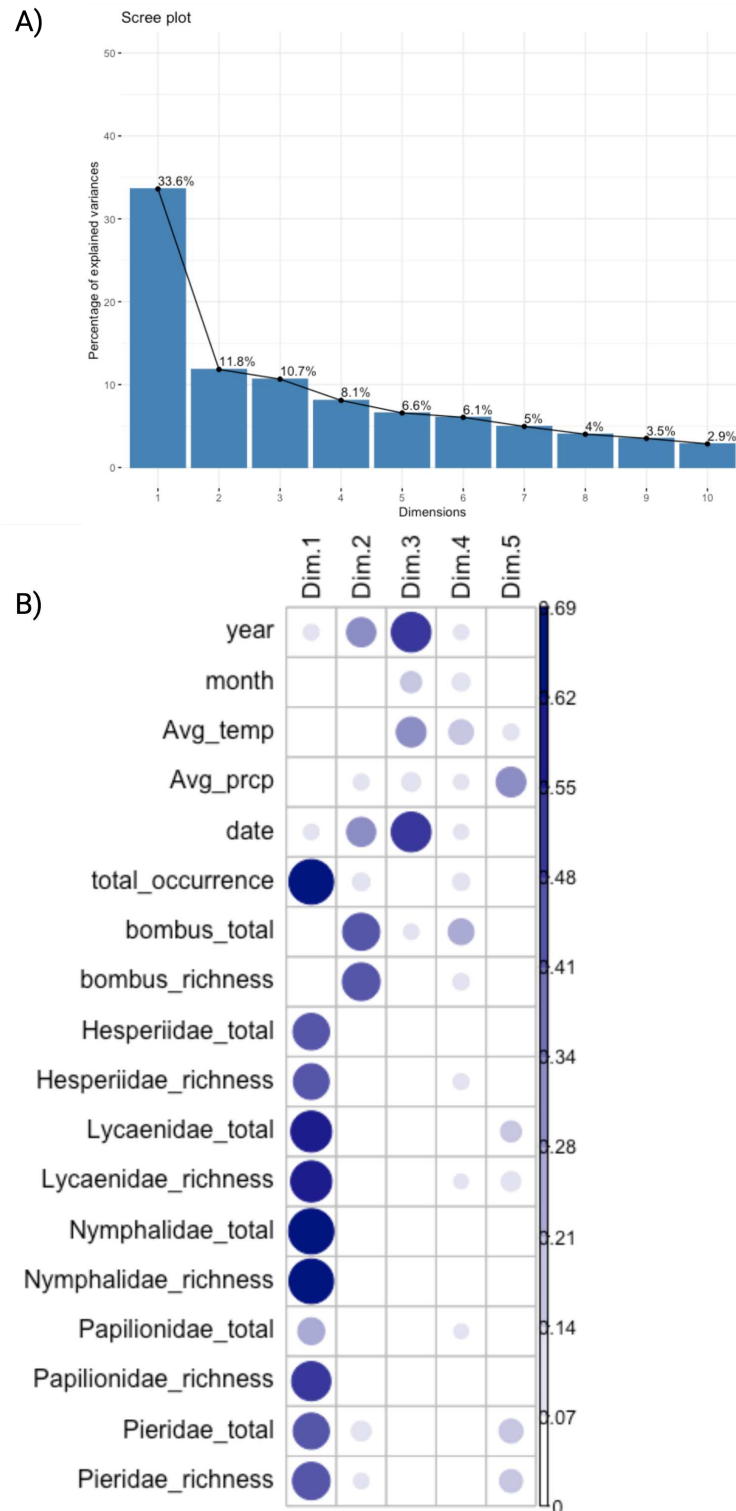 A)
Scree plot
Percentage of explained variances
50
40
30
20
10
0
33.6%
11.8%
10.7%
8.1%
6.6%
6.1%
5%
4%
3.5%
2.9%
1 2 3 4 5 6 7 8 9 10
Dimensions
B)
Dim.1 Dim.2 Dim.3 Dim.4 Dim.5
year
month
Avg_temp
Avg_prcp
date
total_occurrence
bombus_total
bombus_richness
Hesperiidae_total
Hesperiidae_richness
Lycaenidae_total
Lycaenidae_richness
Nymphalidae_total
Nymphalidae_richness
Papilionidae_total
Papilionidae_richness
Pieridae_total
Pieridae_richness
0.69
0.62
0.55
0.48
0.41
0.34
0.28
0.21
0.14
0.07
0